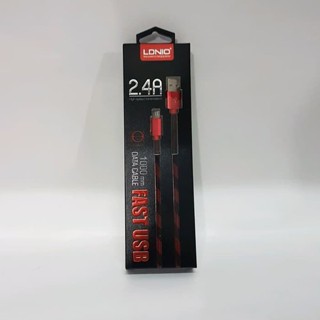 LDNIO
2.4A
1000mm
DATA CABLE
FAST USB